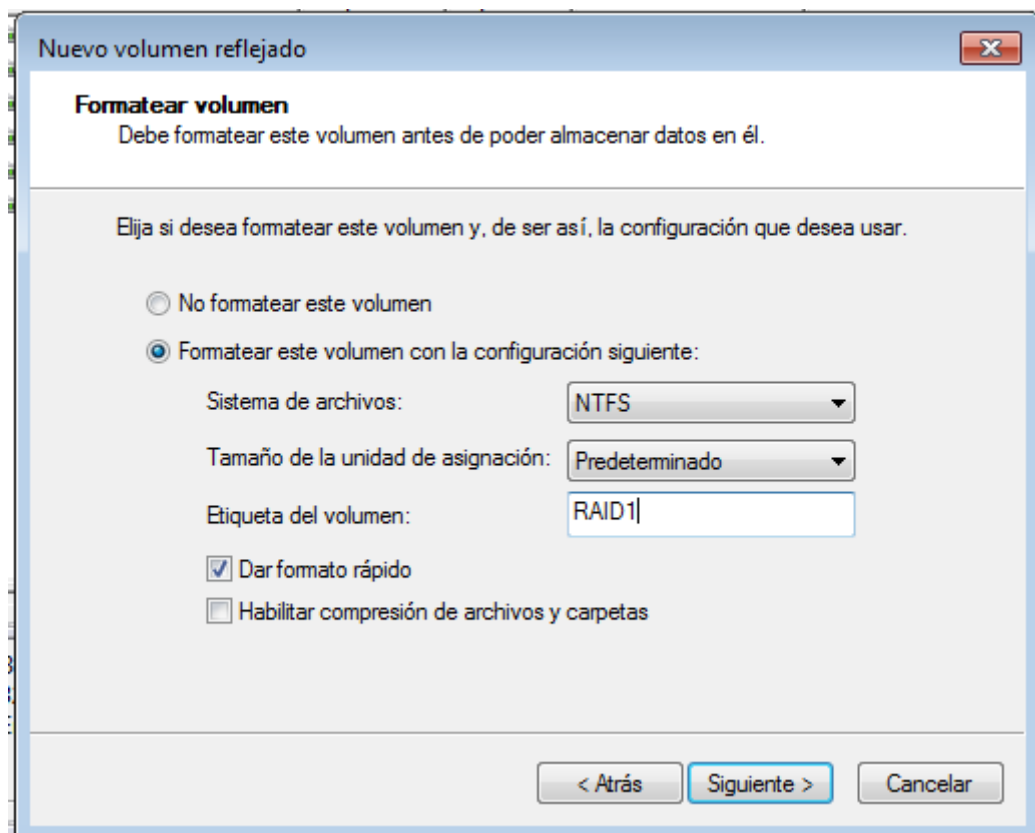 Nuevo volumen reflejado
Formatear volumen
Debe formatear este volumen antes de poder almacenar datos en él.
Elija si desea formatear este volumen y, de ser así, la configuración que desea usar.
No formatear este volumen
Formatear este volumen con la configuración siguiente:
Sistema de archivos: NTFS
Tamaño de la unidad de asignación: Predeterminado
Etiqueta del volumen: RAID1
Dar formato rápido
Habilitar compresión de archivos y carpetas
< Atrás Siguiente > Cancelar